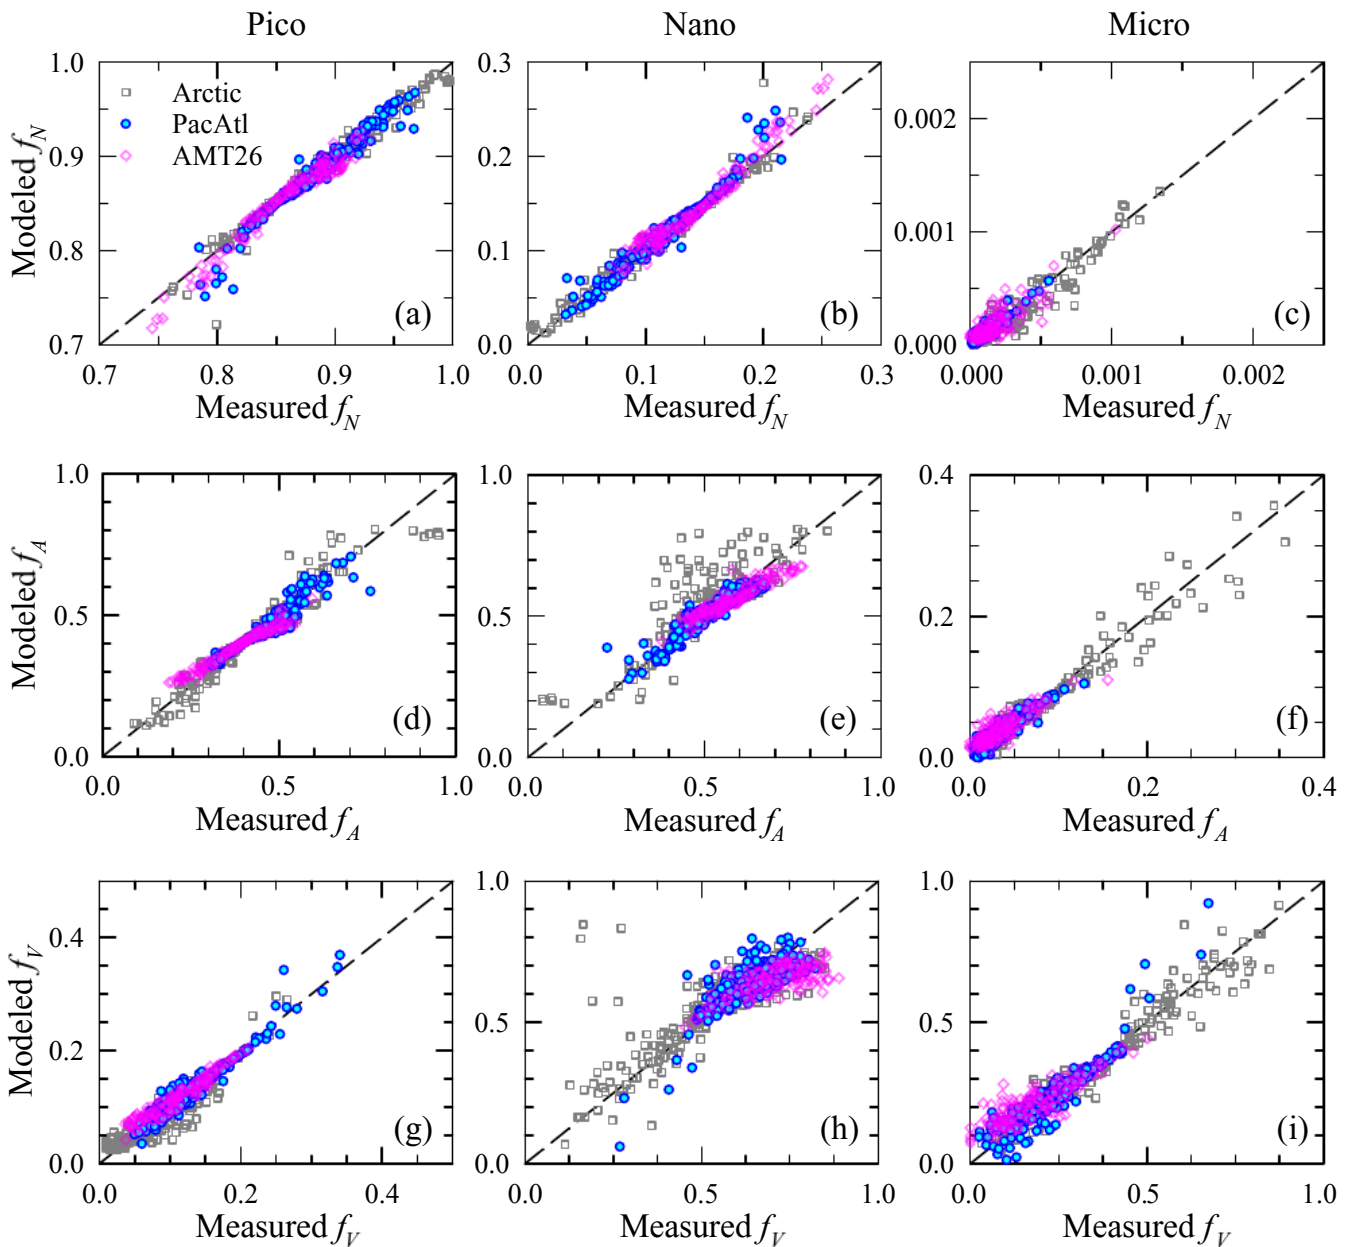 Pico Nano Micro
1.0 0.3
Arctic
PacAtl
AMT26
0.002
0.9 0.2
0.001
0.8 0.1
(a) (b) (c)
0.7 0.0 0.000
0.7 0.8 0.9 1.0 0.0 0.1 0.2 0.3 0.000 0.001 0.002
Modeled f_N
Measured f_N Measured f_N Measured f_N
1.0 1.0 0.4
0.5 0.5 0.2
(d) (e) (f)
0.0 0.0 0.0
0.0 0.5 1.0 0.0 0.5 1.0 0.0 0.2 0.4
Modeled f_A
Measured f_A Measured f_A Measured f_A
1.0 1.0
0.4
0.5 0.5
0.2
(g) (h) (i)
0.0 0.0 0.0
0.0 0.2 0.4 0.0 0.5 1.0 0.0 0.5 1.0
Modeled f_V
Measured f_V Measured f_V Measured f_V